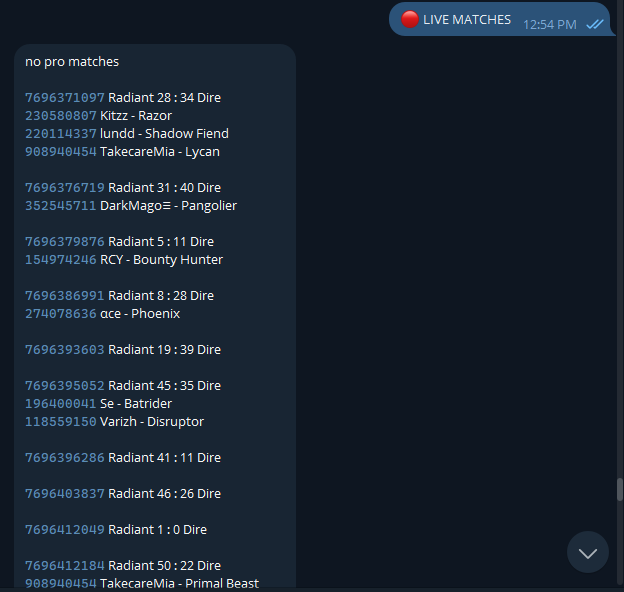 🔴 LIVE MATCHES 12:54 PM
no pro matches
7696371097 Radiant 28 : 34 Dire
230580807 Kitzz - Razor
220114337 lundd - Shadow Fiend
908940454 TakecareMia - Lycan
7696376719 Radiant 31 : 40 Dire
352545711 DarkMago☰ - Pangolier
7696379876 Radiant 5 : 11 Dire
154974246 RCY - Bounty Hunter
7696386991 Radiant 8 : 28 Dire
274078636 αce - Phoenix
7696393603 Radiant 19 : 39 Dire
7696395052 Radiant 45 : 35 Dire
196400041 Se - Batrider
118559150 Varizh - Disruptor
7696396286 Radiant 41 : 11 Dire
7696403837 Radiant 46 : 26 Dire
7696412049 Radiant 1 : 0 Dire
7696412184 Radiant 50 : 22 Dire
908940454 TakecareMia - Primal Beast